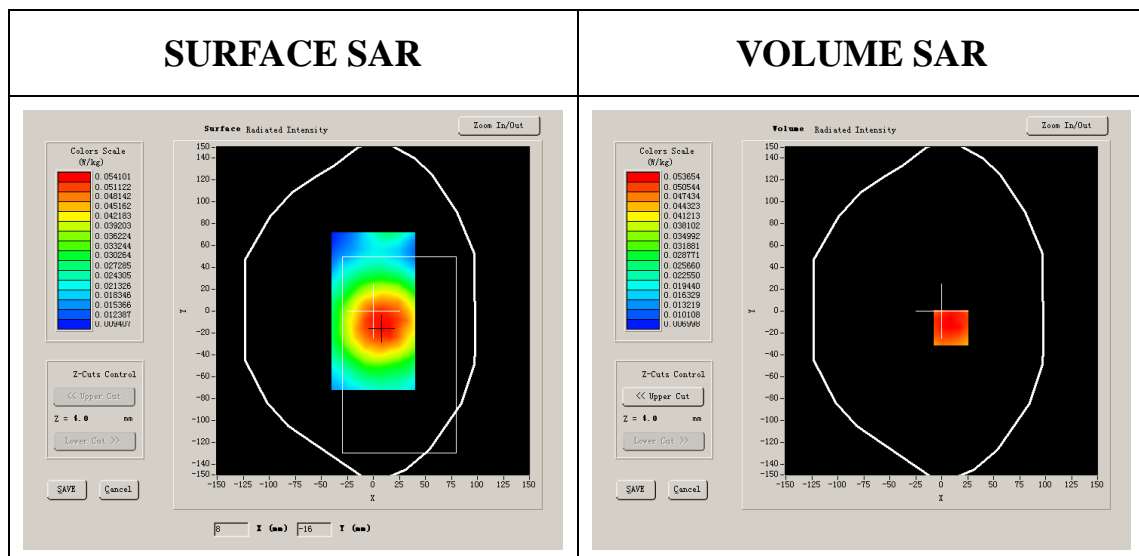 SURFACE SAR
VOLUME SAR
Surface Radiated Intensity
Zoom In/Out
Colors Scale
(W/kg)
0.054101
0.051122
0.048142
0.045162
0.042183
0.039203
0.036224
0.033244
0.030264
0.027285
0.024305
0.021326
0.018346
0.015366
0.012387
0.009407
150
140
120
100
80
60
40
20
0
-20
-40
-60
-80
-100
-120
-140
-150
Y
-150 -125 -100 -75 -50 -25 0 25 50 75 100 125 150
X
Z-Cuts Control
<< Upper Cut
Z = 4.0 mm
Lower Cut >>
SAVE Cancel
8 X (mm) -16 Y (mm)
Volume Radiated Intensity
Zoom In/Out
Colors Scale
(W/kg)
0.053654
0.050544
0.047434
0.044323
0.041213
0.038102
0.034992
0.031881
0.028771
0.025660
0.022550
0.019440
0.016329
0.013219
0.010108
0.006998
150
140
120
100
80
60
40
20
0
-20
-40
-60
-80
-100
-120
-140
-150
Y
-150 -125 -100 -75 -50 -25 0 25 50 75 100 125 150
X
Z-Cuts Control
<< Upper Cut
Z = 4.0 mm
Lower Cut >>
SAVE Cancel